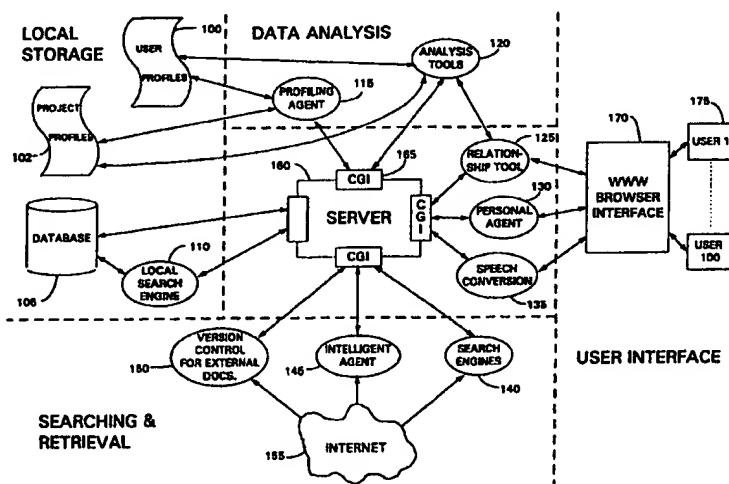 LOCAL
STORAGE
100
USER
PROFILES
PROJECT
PROFILES
102
DATABASE
105
110
LOCAL
SEARCH
ENGINE
DATA ANALYSIS
ANALYSIS
TOOLS
120
PROFILING
AGENT
115
160
CGI
165
SERVER
CGI
CGI
125
RELATION-
SHIP TOOL
130
PERSONAL
AGENT
SPEECH
CONVERSION
135
170
WWW
BROWSER
INTERFACE
175
USER 1
USER 100
USER INTERFACE
150
VERSION
CONTROL
FOR EXTERNAL
DOCS.
145
INTELLIGENT
AGENT
SEARCH
ENGINES
140
SEARCHING &
RETRIEVAL
155
INTERNET